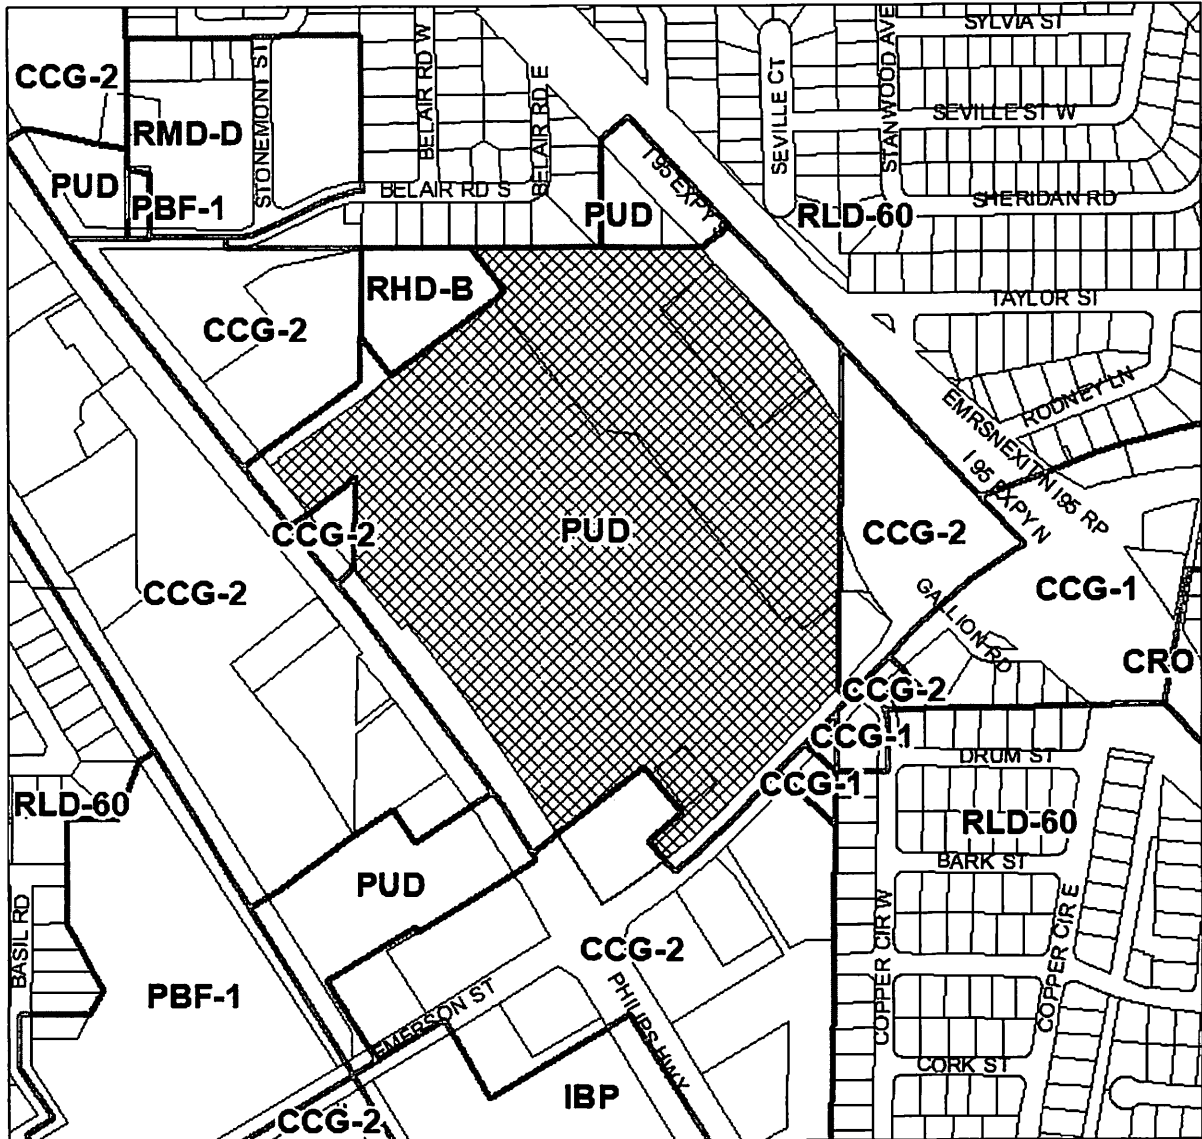 SYLVIA ST
CCG-2
STONEMONT ST
BELAIR RD W
BELAIR RD E
SEVILLE CT
STANWOOD AVE
SEVILLE ST W
RMD-D
I 95 EXPY S
PUD
PBF-1
BELAIR RD S
PUD
RLD-60
SHERIDAN RD
RHD-B
TAYLOR ST
CCG-2
RODNEY LN
EMRSNEXIT N I95 RP
I 95 EXPY N
CCG-2
PUD
CCG-2
CCG-2
CCG-1
GALLION RD
CRO
CCG-2
CCG-1
DRUM ST
CCG-1
RLD-60
RLD-60
BARK ST
PUD
BASIL RD
COPPER CIR W
COPPER CIR E
CCG-2
PBF-1
EMERSON ST
PHILIPS HWY
CORK ST
IBP
CCG-2